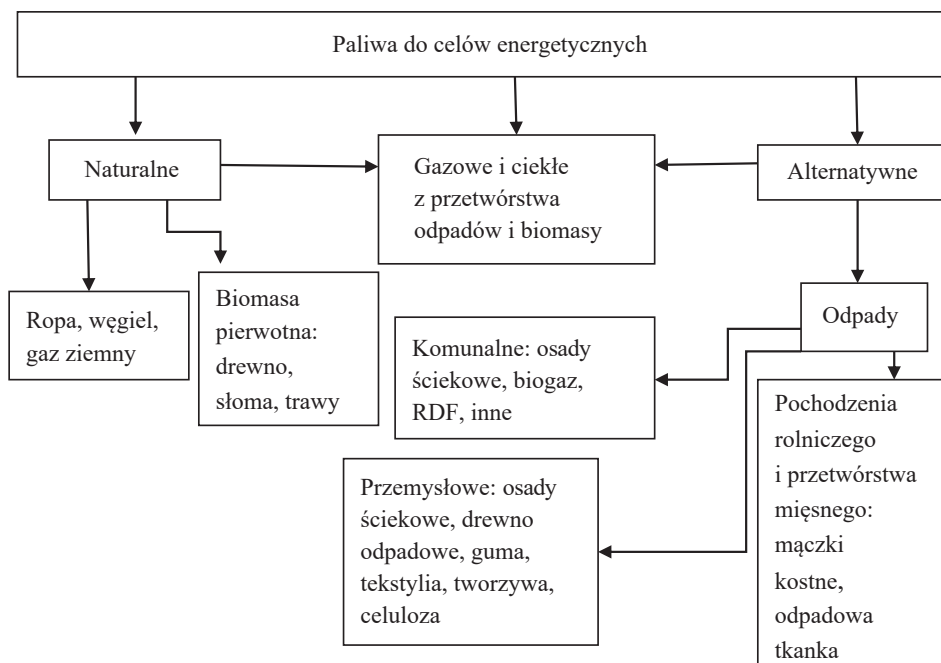 Paliwa do celów energetycznych
Naturalne
Gazowe i ciekłe
z przetwórstwa
odpadów i biomasy
Alternatywne
Ropa, węgiel,
gaz ziemny
Biomasa
pierwotna:
drewno,
słoma, trawy
Odpady
Komunalne: osady
ściekowe, biogaz,
RDF, inne
Przemysłowe: osady
ściekowe, drewno
odpadowe, guma,
tekstylia, tworzywa,
celuloza
Pochodzenia
rolniczego
i przetwórstwa
mięsnego:
mączki
kostne,
odpadowa
tkanka